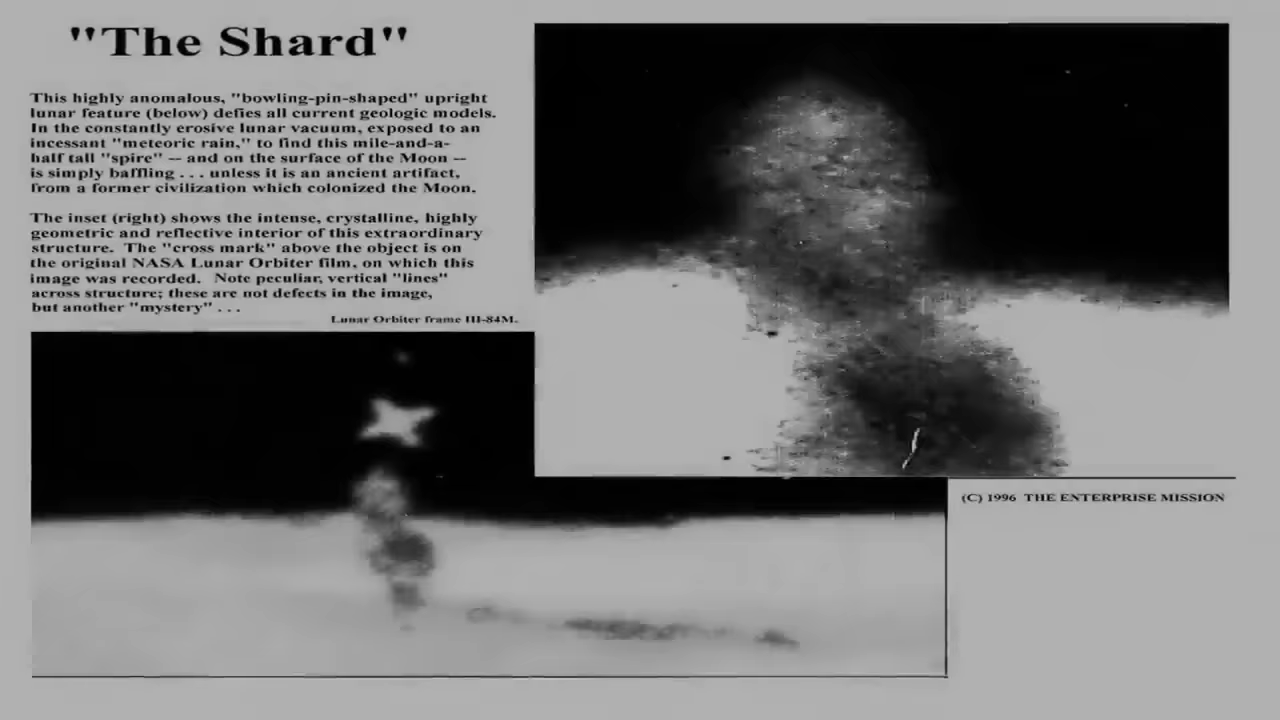 "The Shard"
This highly anomalous, "bowling-pin-shaped" upright
lunar feature (below) defies all current geologic models.
In the constantly erosive lunar vacuum, exposed to an
incessant "meteoric rain," to find this mile-and-a-
half tall "spire" -- and on the surface of the Moon --
is simply baffling . . . unless it is an ancient artifact,
from a former civilization which colonized the Moon.
The inset (right) shows the intense, crystalline, highly
geometric and reflective interior of this extraordinary
structure. The "cross mark" above the object is on
the original NASA Lunar Orbiter film, on which this
image was recorded. Note peculiar, vertical "lines"
across structure; these are not defects in the image,
but another "mystery" . . .
Lunar Orbiter frame III-84M.
(C) 1996 THE ENTERPRISE MISSION